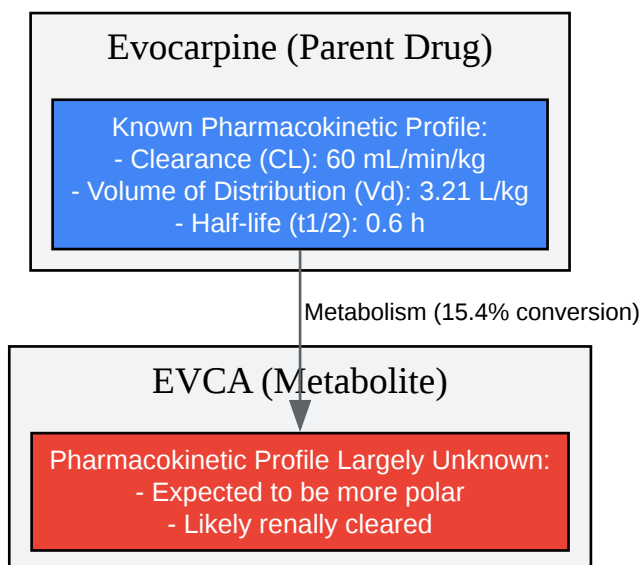 Evocarpine (Parent Drug)
Known Pharmacokinetic Profile:
- Clearance (CL): 60 mL/min/kg
- Volume of Distribution (Vd): 3.21 L/kg
- Half-life (t1/2): 0.6 h
Metabolism (15.4% conversion)
EVCA (Metabolite)
Pharmacokinetic Profile Largely Unknown:
- Expected to be more polar
- Likely renally cleared